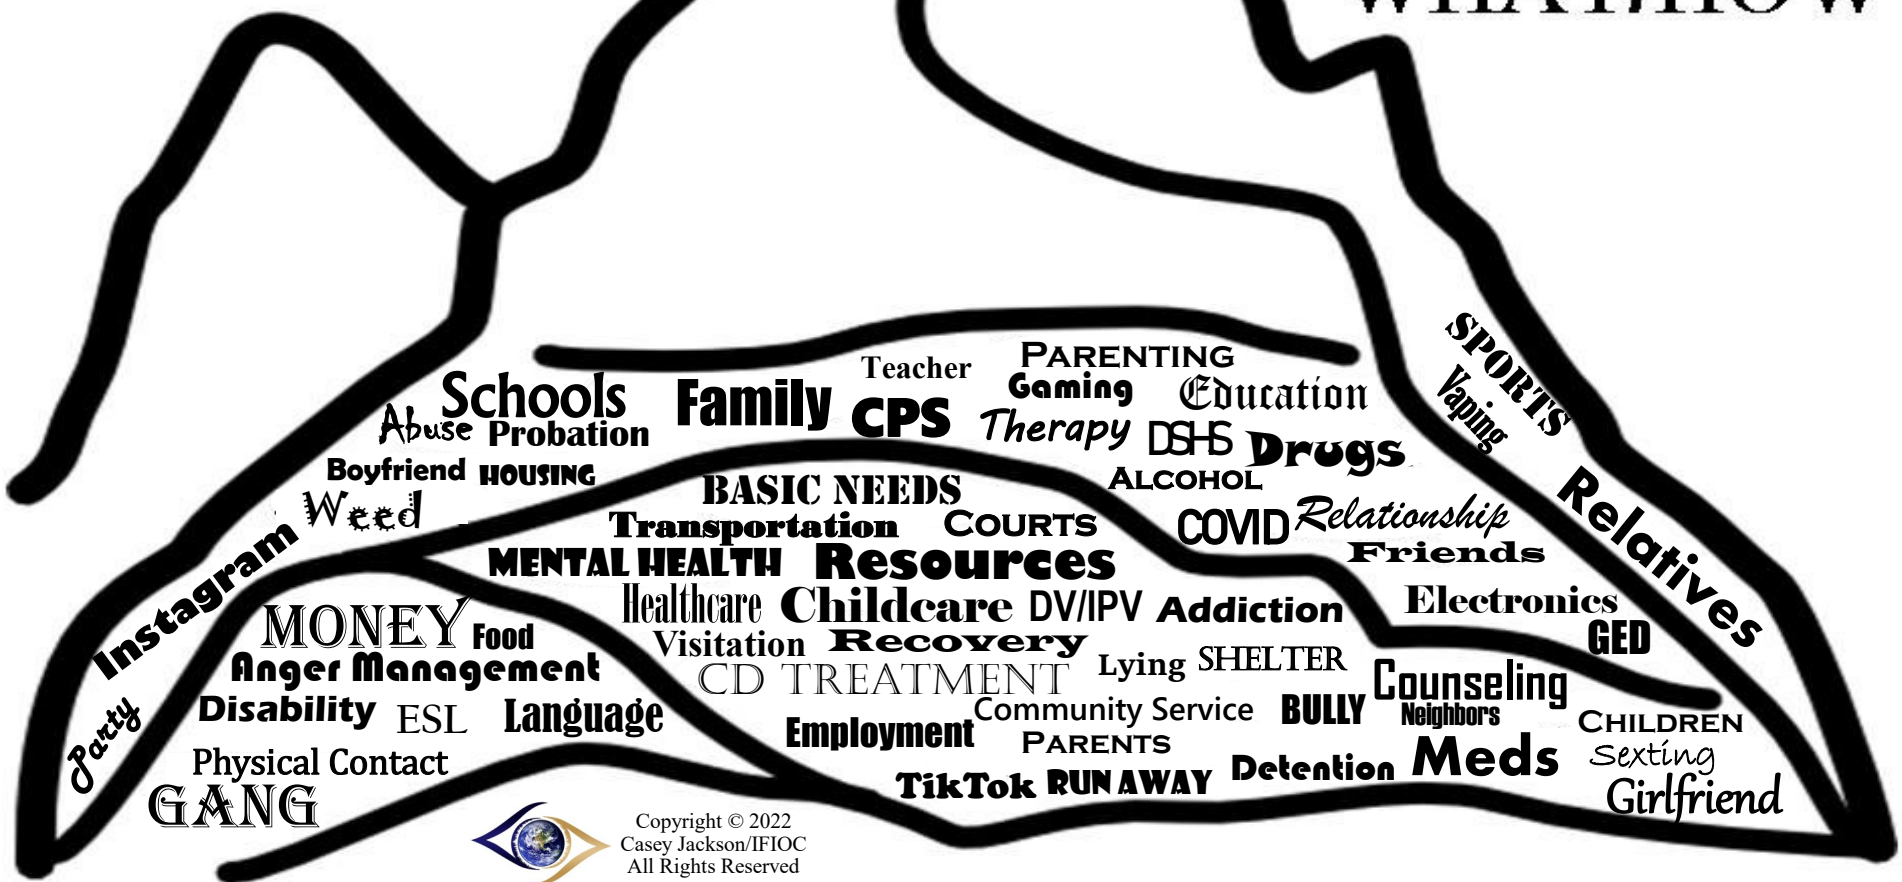 WHAT/HOW
Teacher
PARENTING
Schools
Family
CPS
Gaming
Education
SPORTS
Abuse
Probation
Therapy
DSHS
Drugs
Vaping
Boyfriend
HOUSING
BASIC NEEDS
ALCOHOL
Weed
Transportation
COURTS
COVID
Relationship
Relatives
Instagram
MENTAL HEALTH
Resources
Friends
MONEY
Food
Healthcare
Childcare
DV/IPV
Addiction
Electronics
GED
Anger Management
Visitation
Recovery
CD TREATMENT
Lying
SHELTER
Counseling
Party
Disability
ESL
Language
Employment
Community Service
BULLY
Neighbors
CHILDREN
PARENTS
Physical Contact
TikTok
RUN AWAY
Detention
Meds
Sexting
GANG
Girlfriend
Copyright © 2022
Casey Jackson/IFIOC
All Rights Reserved